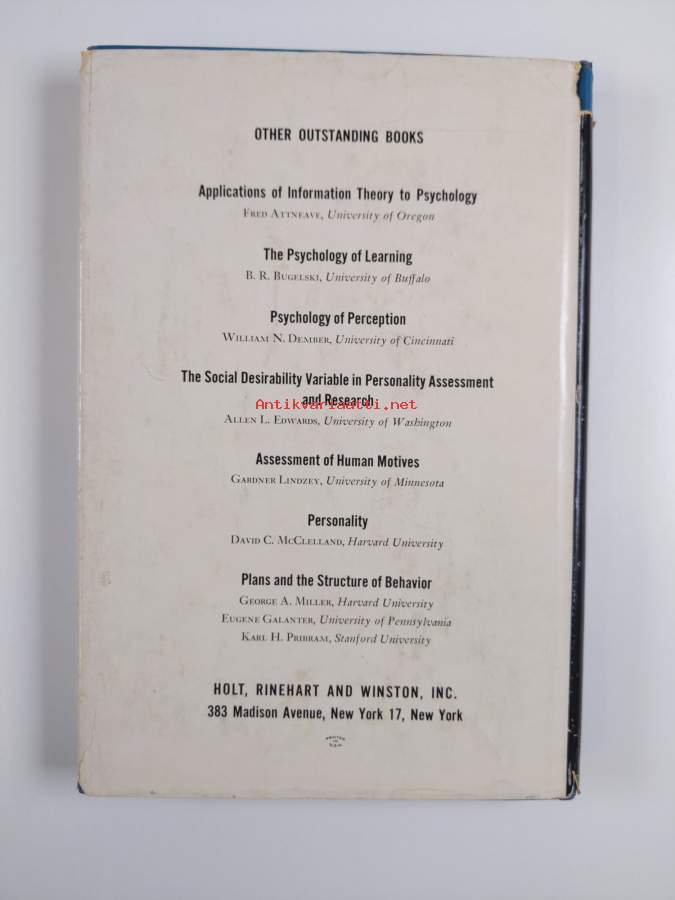 OTHER OUTSTANDING BOOKS
Applications of Information Theory to Psychology
FRED ATTNEAVE, University of Oregon
The Psychology of Learning
B. R. BUGELSKI, University of Buffalo
Psychology of Perception
WILLIAM N. DEMBER, University of Cincinnati
The Social Desirability Variable in Personality Assessment
and Research
Antikvariaatti.net
ALLEN L. EDWARDS, University of Washington
Assessment of Human Motives
GARDNER LINDZEY, University of Minnesota
Personality
DAVID C. MCCLELLAND, Harvard University
Plans and the Structure of Behavior
GEORGE A. MILLER, Harvard University
EUGENE GALANTER, University of Pennsylvania
KARL H. PRIBRAM, Stanford University
HOLT, RINEHART AND WINSTON, INC.
383 Madison Avenue, New York 17, New York
PRINTED
IN
U.S.A.